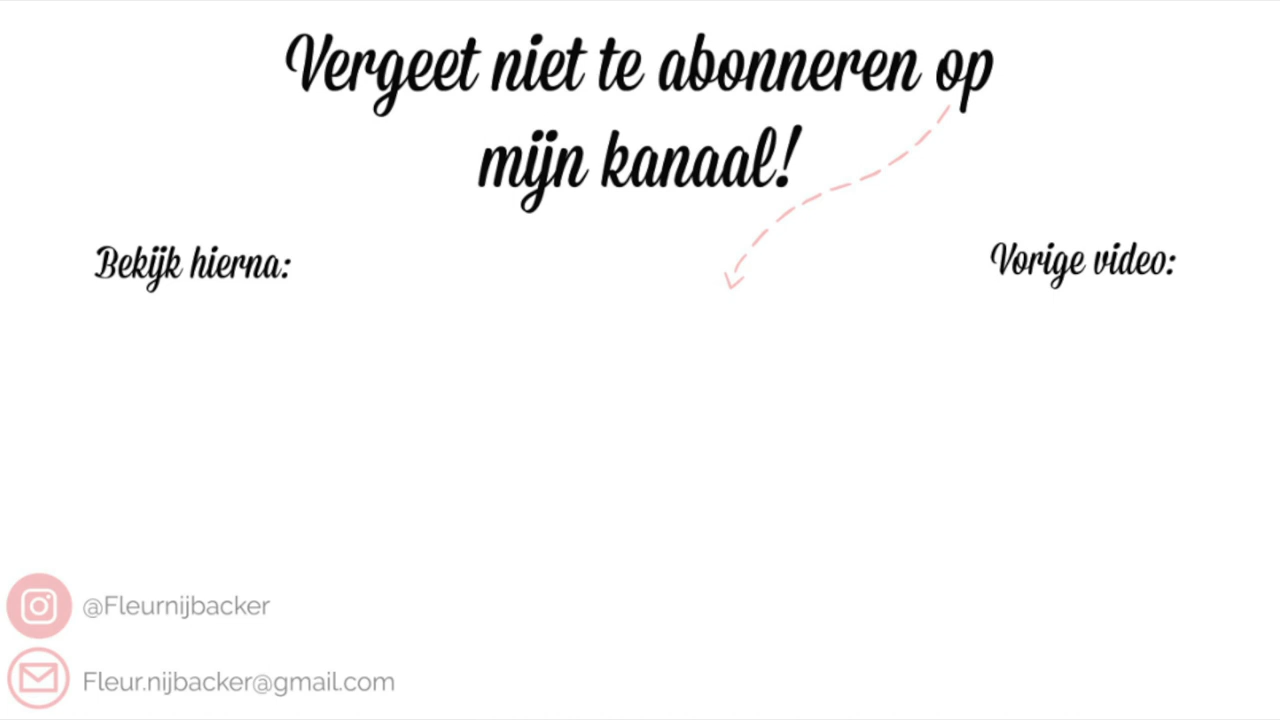 Vergeet niet te abonneren op
mijn kanaal!
Bekijk hierna:
Vorige video:
@Fleurnijbacker
Fleur.nijbacker@gmail.com